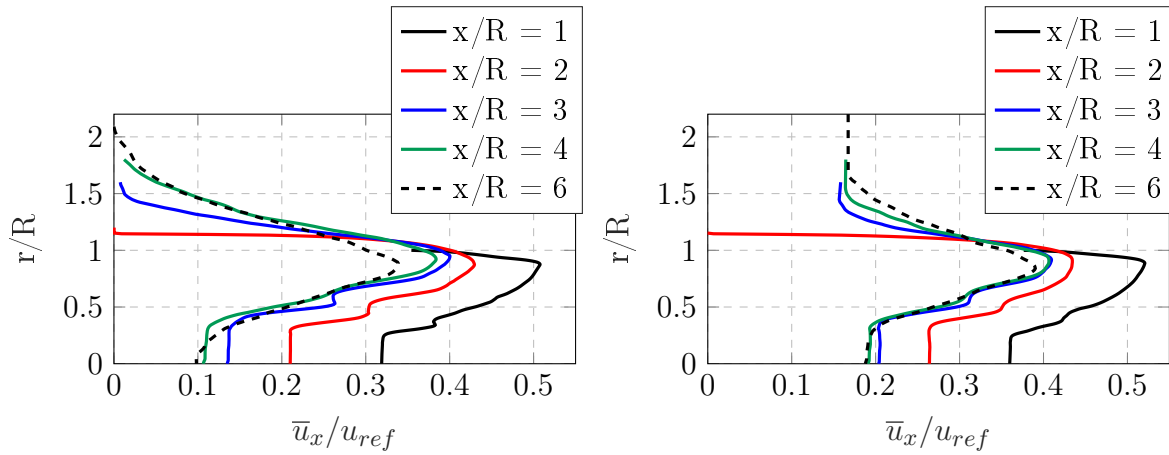 x/R = 1
x/R = 2
x/R = 3
x/R = 4
x/R = 6
2
1.5
1
0.5
0
r/R
0 0.1 0.2 0.3 0.4 0.5
u̅ₓ/u_ref
x/R = 1
x/R = 2
x/R = 3
x/R = 4
x/R = 6
2
1.5
1
0.5
0
r/R
0 0.1 0.2 0.3 0.4 0.5
u̅ₓ/u_ref